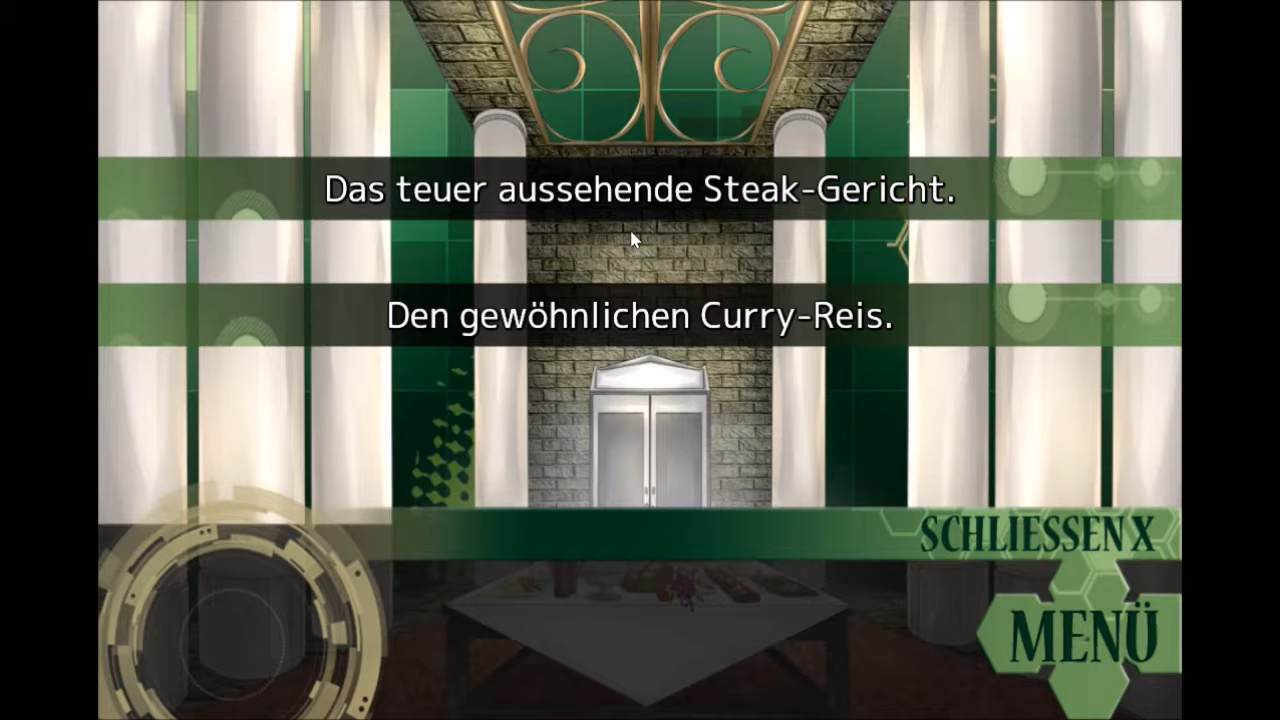 Das teuer aussehende Steak-Gericht.
Den gewöhnlichen Curry-Reis.
SCHLIESSEN X
MENÜ